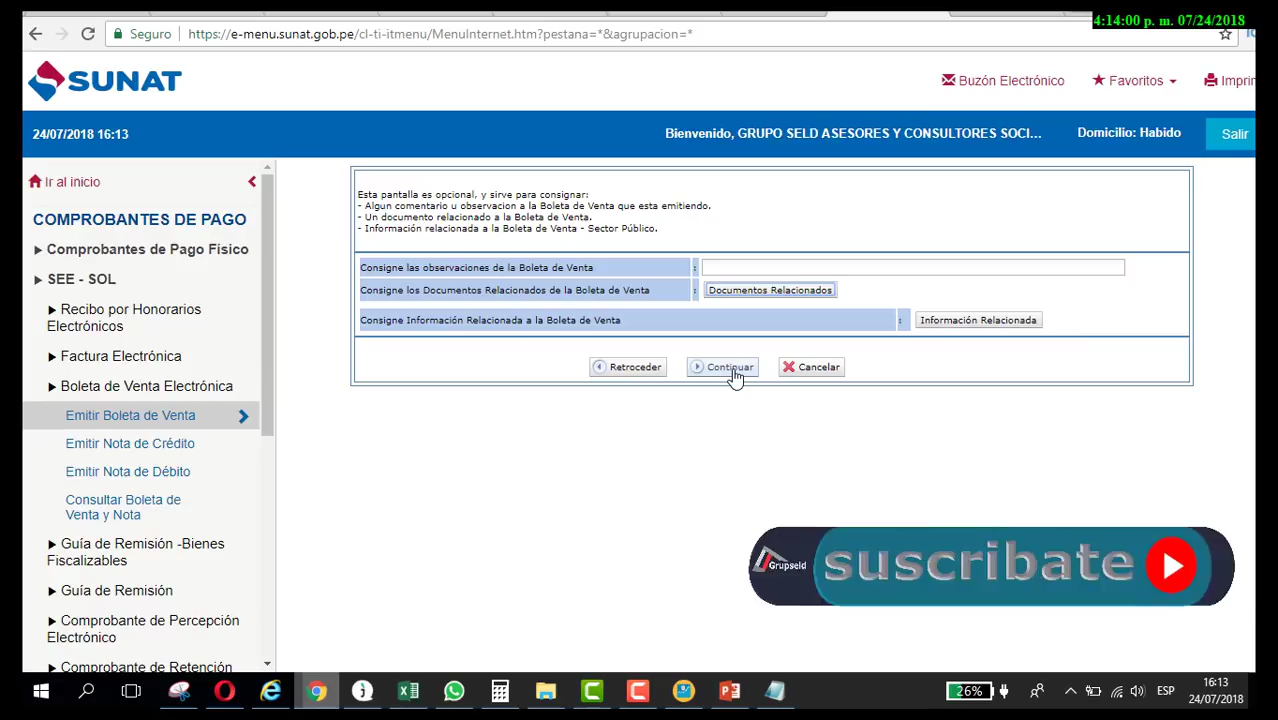 4:14:00 p. m. 07/24/2018
Seguro
https://e-menu.sunat.gob.pe/cl-ti-itmenu/MenuInternet.htm?pestana=*&agrupacion=*
SUNAT
Buzón Electrónico
Favoritos
Imprir
24/07/2018 16:13
Bienvenido, GRUPO SELD ASESORES Y CONSULTORES SOCI...
Domicilio: Habido
Salir
Ir al inicio
COMPROBANTES DE PAGO
Comprobantes de Pago Físico
SEE - SOL
Recibo por Honorarios
Electrónicos
Factura Electrónica
Boleta de Venta Electrónica
Emitir Boleta de Venta
Emitir Nota de Crédito
Emitir Nota de Débito
Consultar Boleta de
Venta y Nota
Guía de Remisión -Bienes
Fiscalizables
Guía de Remisión
Comprobante de Percepción
Electrónico
Comprobante de Retención
Esta pantalla es opcional, y sirve para consignar:
- Algun comentario u observacion a la Boleta de Venta que esta emitiendo.
- Un documento relacionado a la Boleta de Venta.
- Información relacionada a la Boleta de Venta - Sector Público.
Consigne las observaciones de la Boleta de Venta :
Consigne los Documentos Relacionados de la Boleta de Venta : Documentos Relacionados
Consigne Información Relacionada a la Boleta de Venta : Información Relacionada
Retroceder Continuar Cancelar
Grupseld
suscribate
26%
ESP
16:13
24/07/2018